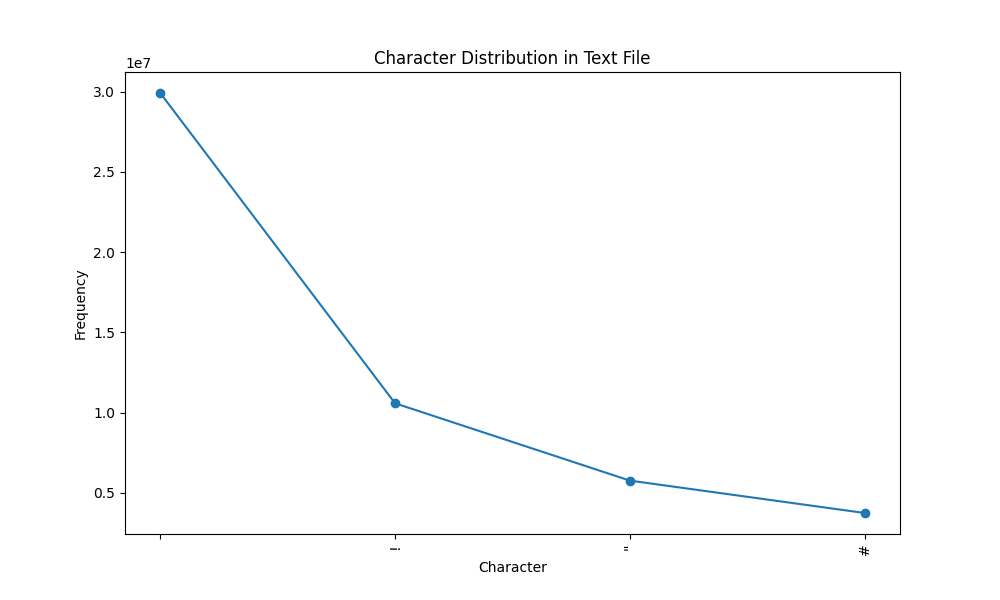 Character Distribution in Text File
1e7
3.0
2.5
2.0
1.5
1.0
0.5
Frequency
! " #
Character